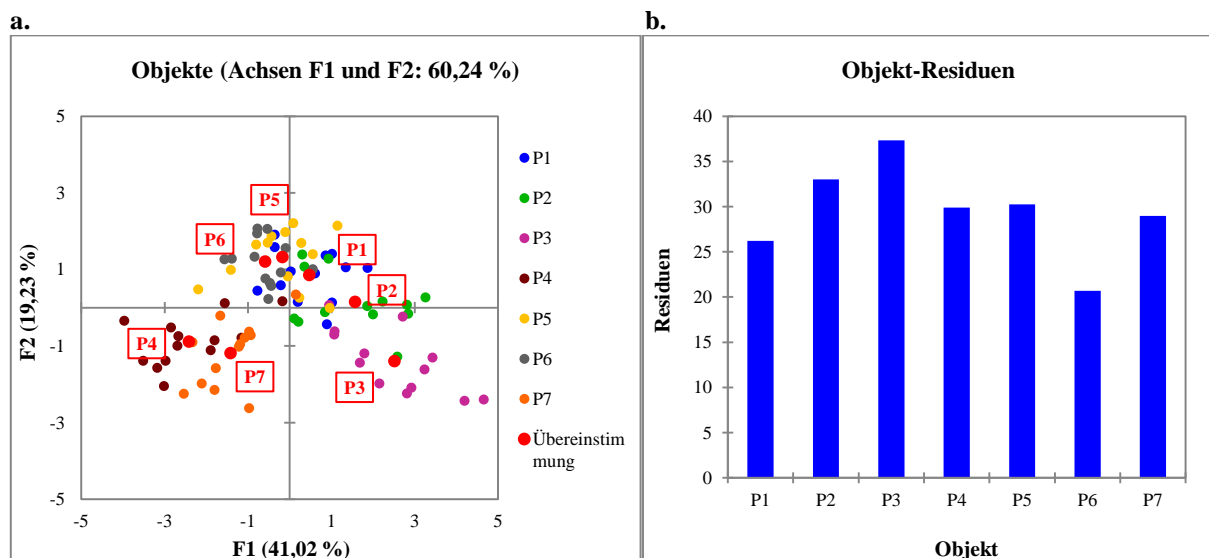 a.
b.
Objekte (Achsen F1 und F2: 60,24 %)
5
3
1
-1
-3
-5
-5
-3
-1
1
3
5
F2 (19,23 %)
F1 (41,02 %)
P5
P6
P1
P2
P4
P7
P3
P1
P2
P3
P4
P5
P6
P7
Übereinstim
mung
Objekt-Residuen
40
35
30
25
20
15
10
5
0
Residuen
P1 P2 P3 P4 P5 P6 P7
Objekt